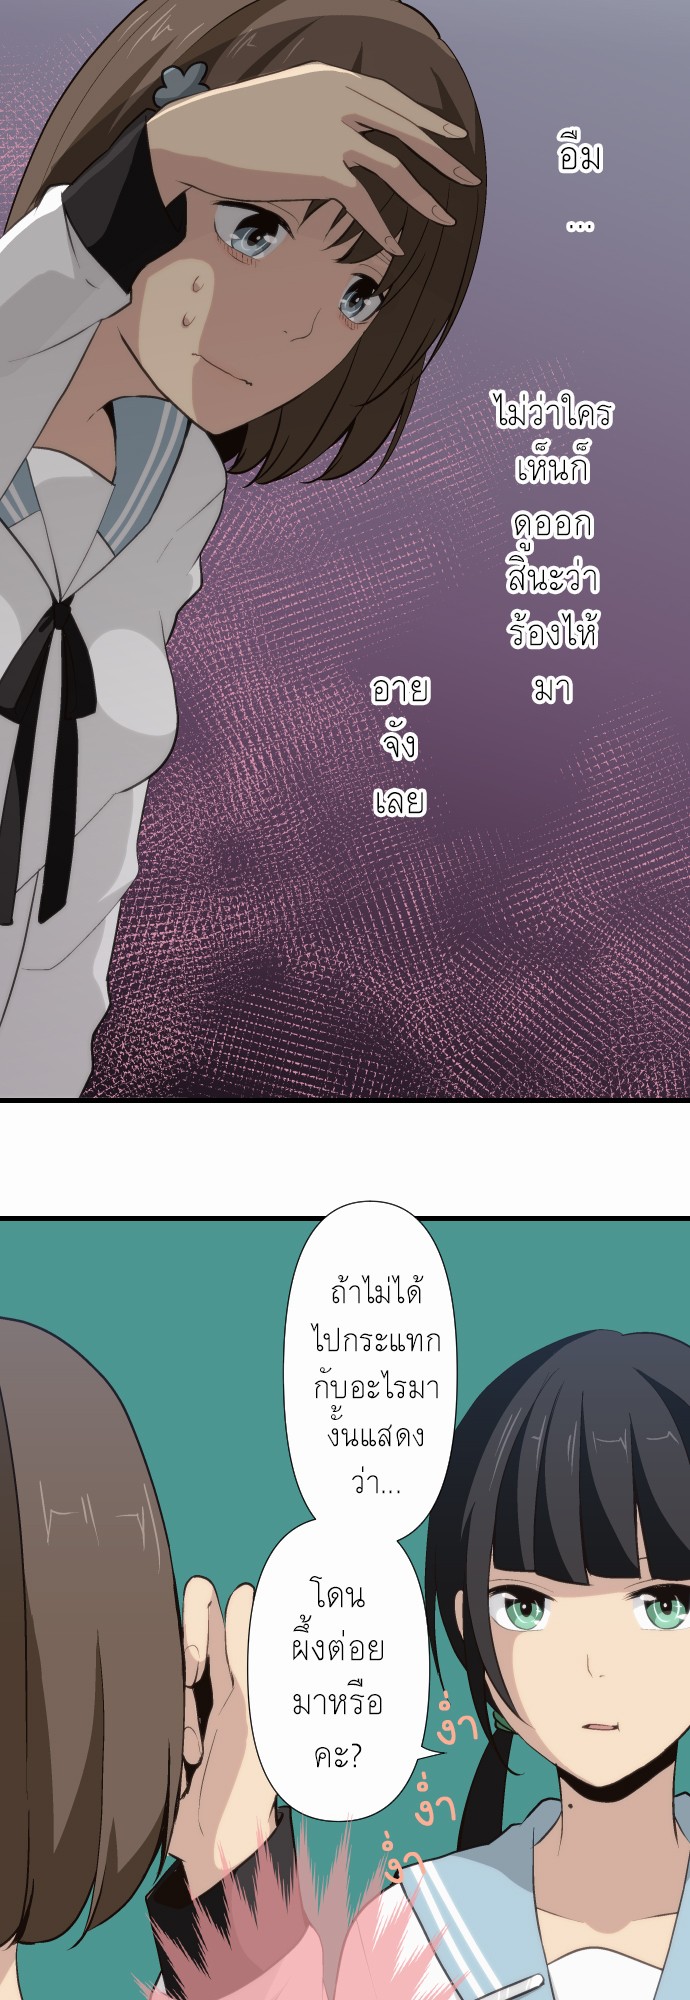 อืม
...
ไม่ว่าใคร
เห็นก็
ดูออก
สิ้นะว่า
ร้องไห้
มา
อาย
จัง
เลย
ถ้าไม่ได้
ไปกระแทก
กับอะไรมา
งั้นแสดง
ว่า...
โดน
ผึ้งต่อย
มาหรือ
คะ?
ง่ำ
ง่ำ
ง่ำ